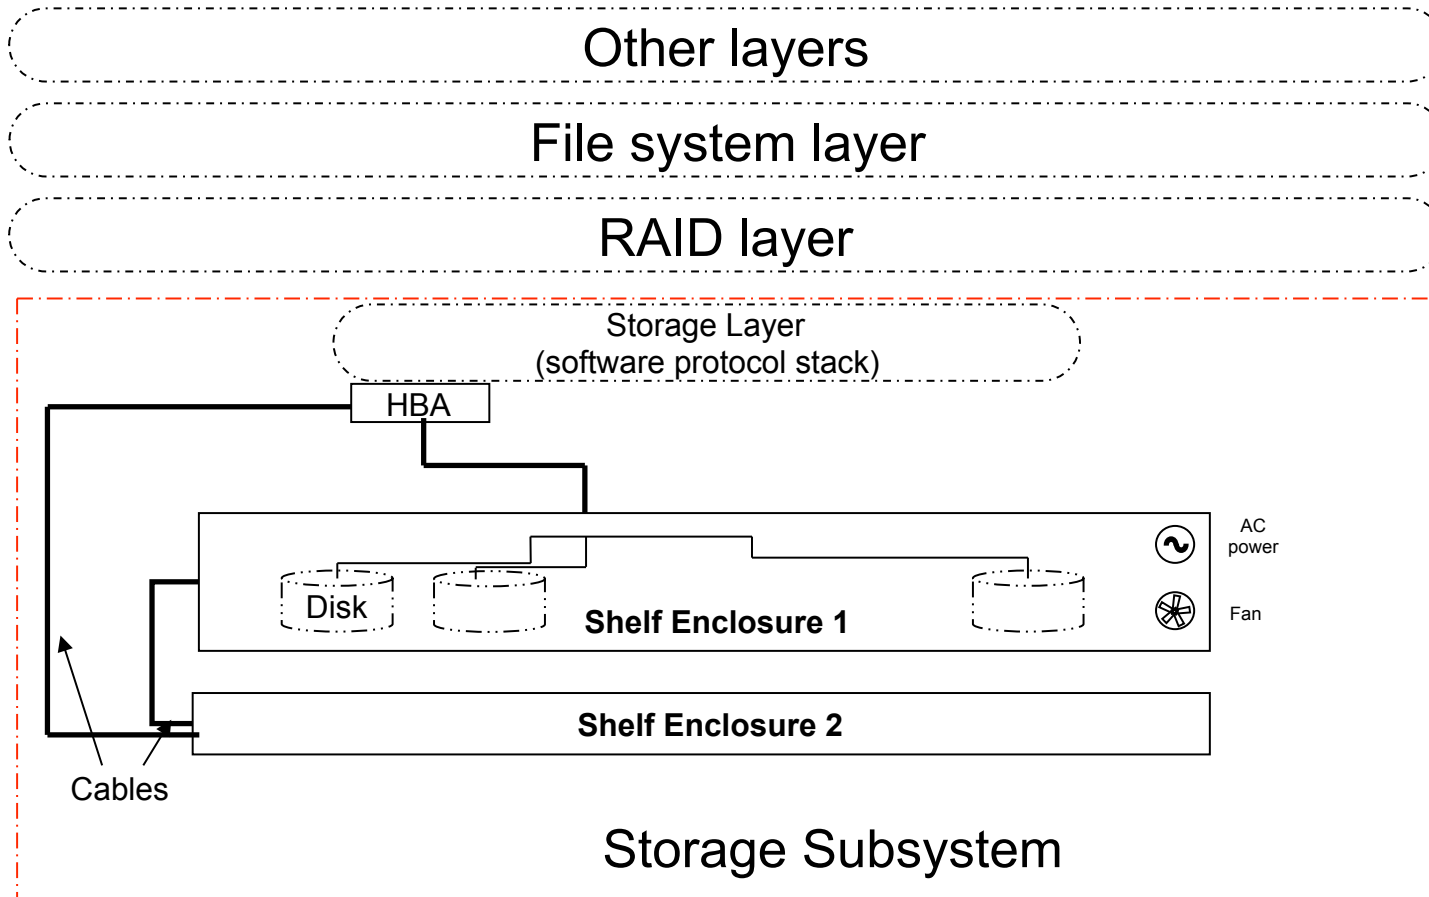 Other layers
File system layer
RAID layer
Storage Layer
(software protocol stack)
HBA
AC
power
Disk
Shelf Enclosure 1
Fan
Shelf Enclosure 2
Cables
Storage Subsystem